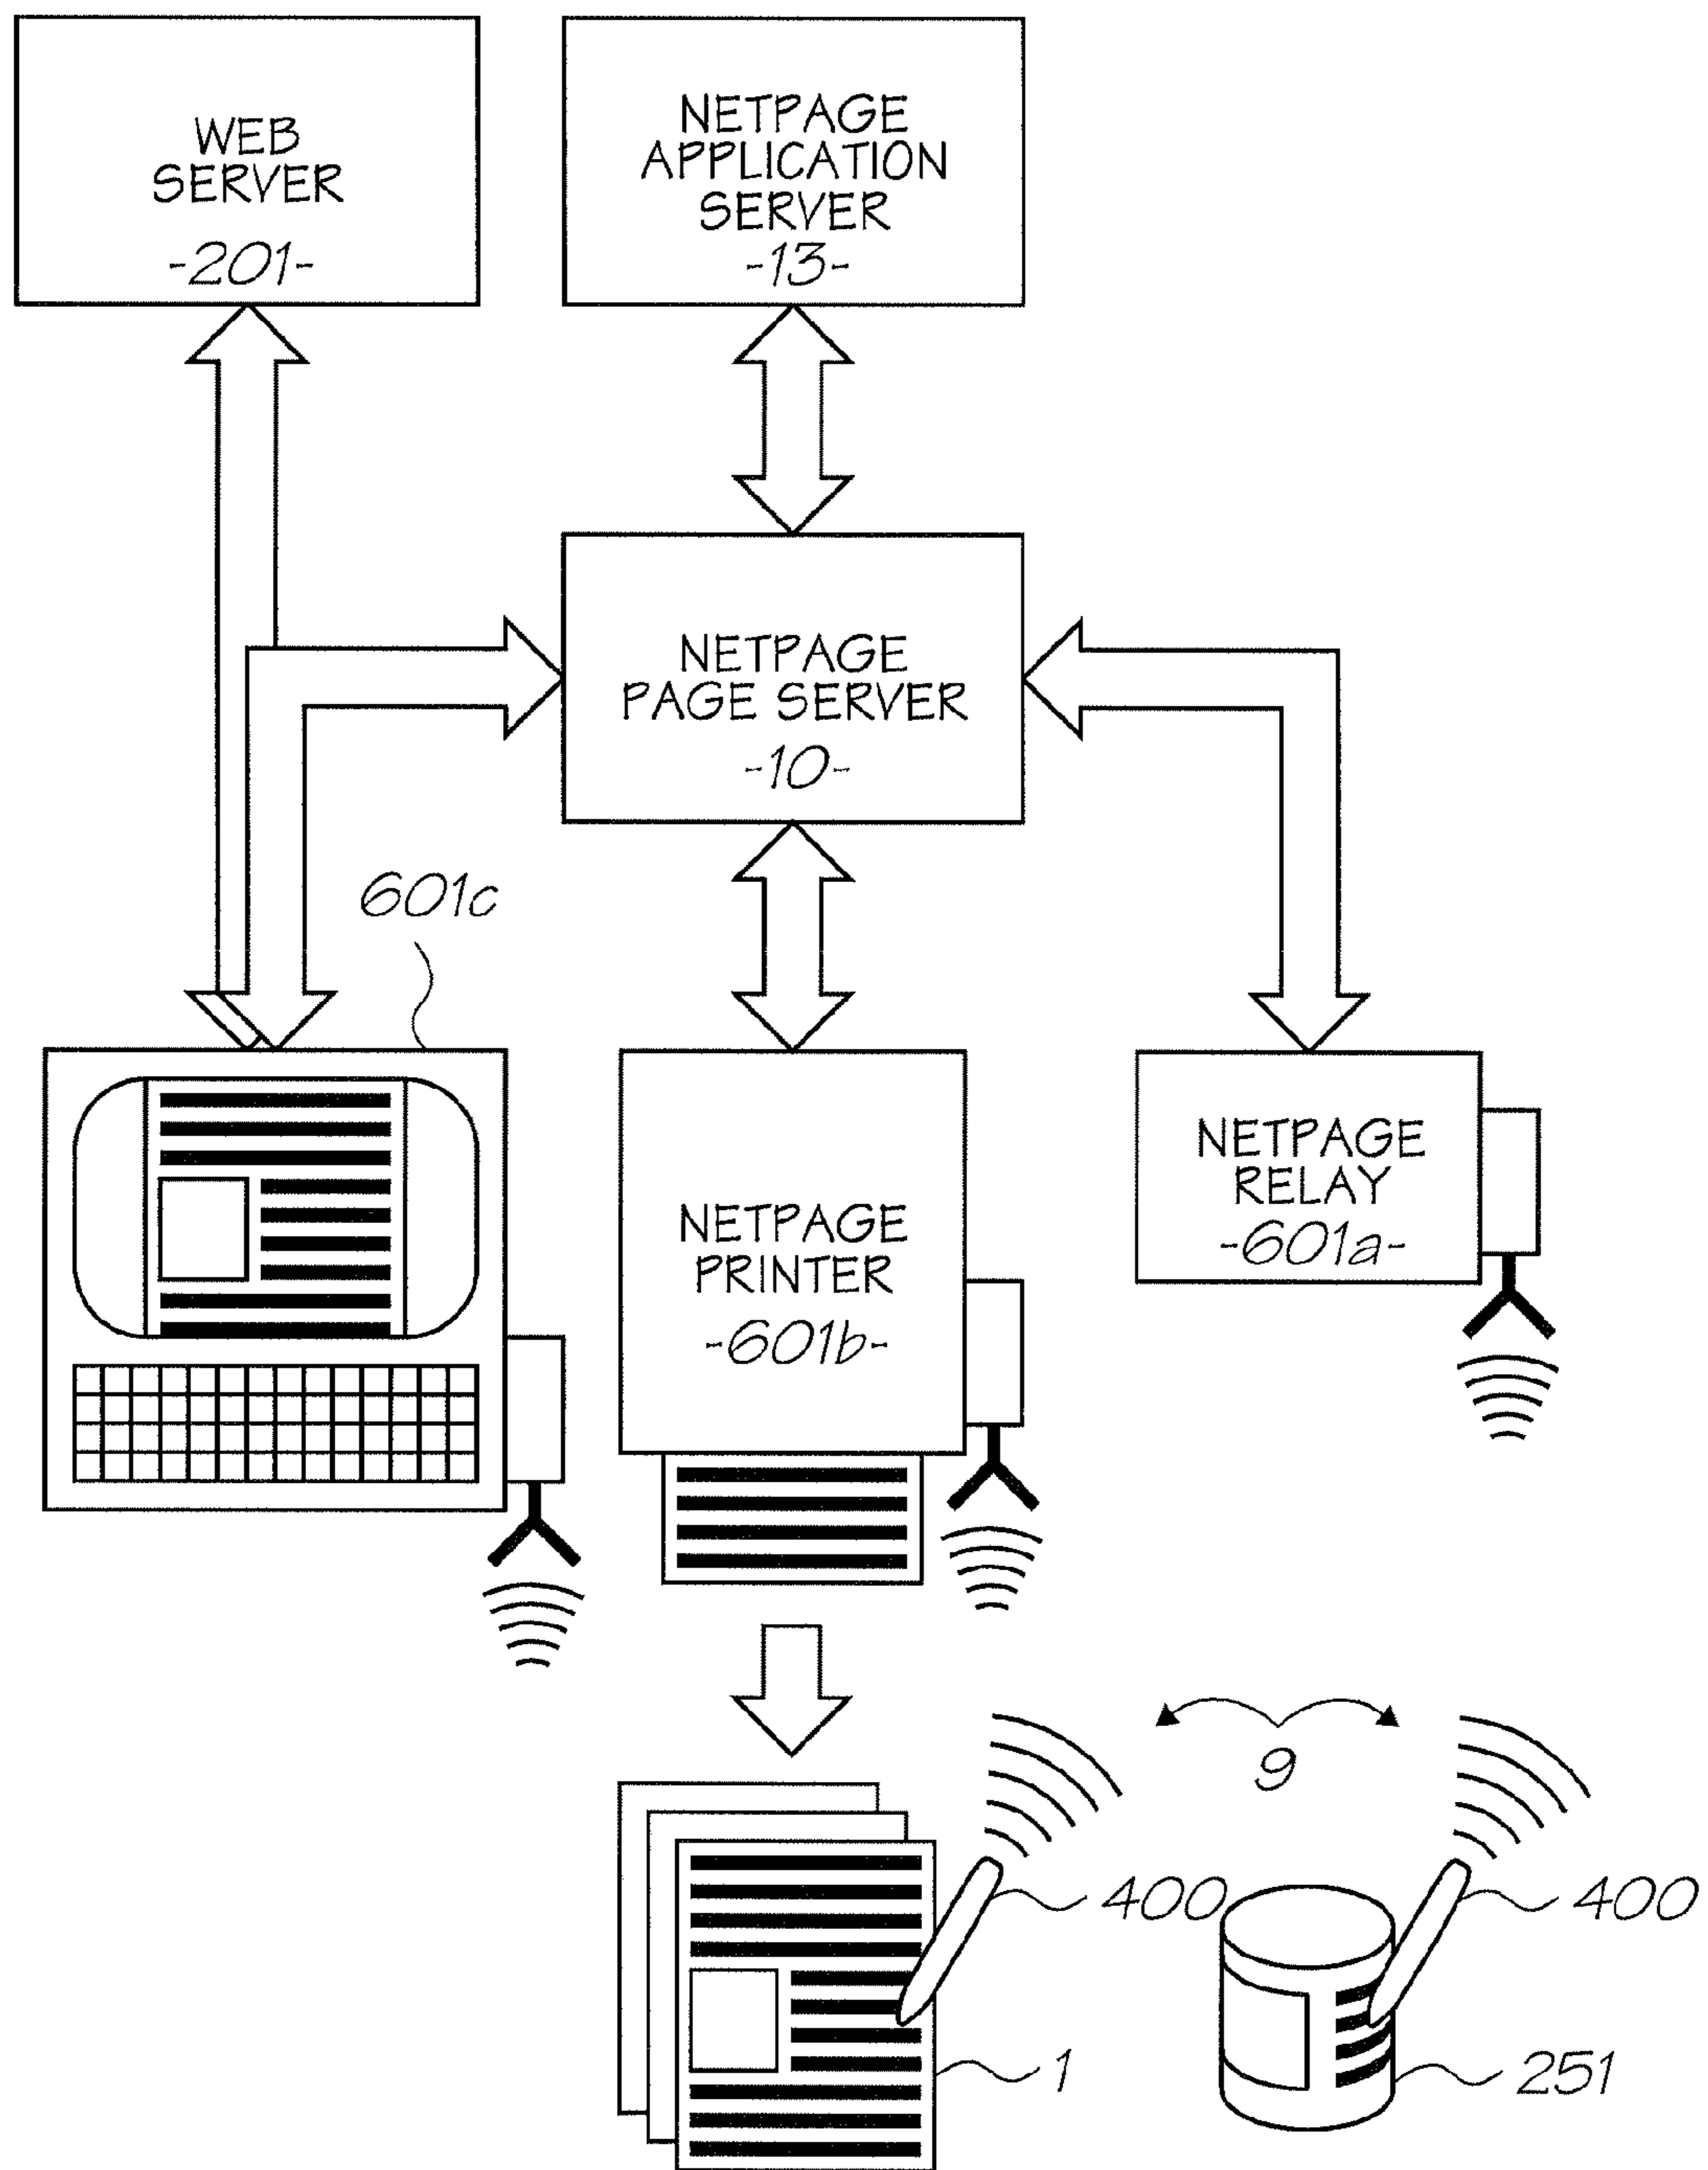 WEB
SERVER
-201-
NETPAGE
APPLICATION
SERVER
-13-
NETPAGE
PAGE SERVER
-10-
601c
NETPAGE
PRINTER
-601b-
NETPAGE
RELAY
-601a-
9
400
400
1
251